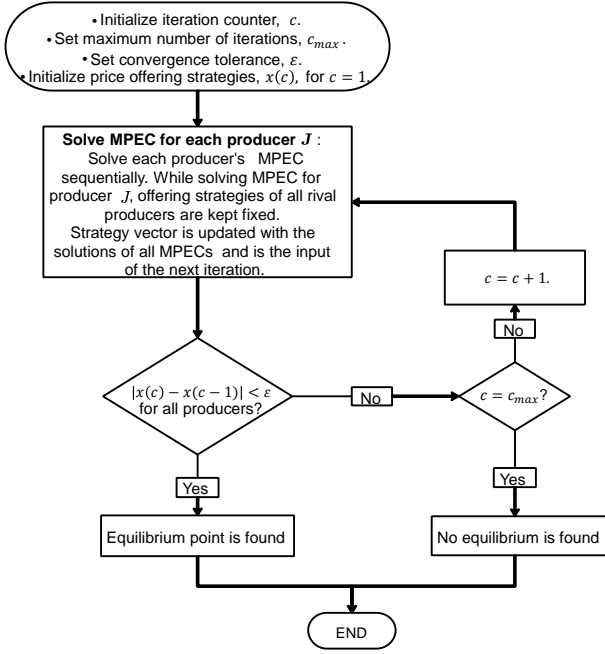 • Initialize iteration counter, c.
• Set maximum number of iterations, c_max.
• Set convergence tolerance, ε.
• Initialize price offering strategies, x(c), for c = 1.
Solve MPEC for each producer J :
Solve each producer's MPEC
sequentially. While solving MPEC for
producer J, offering strategies of all rival
producers are kept fixed.
Strategy vector is updated with the
solutions of all MPECs and is the input
of the next iteration.
c = c + 1.
No
|x(c) − x(c − 1)| < ε
for all producers?
No
c = c_max?
Yes
Yes
Equilibrium point is found
No equilibrium is found
END